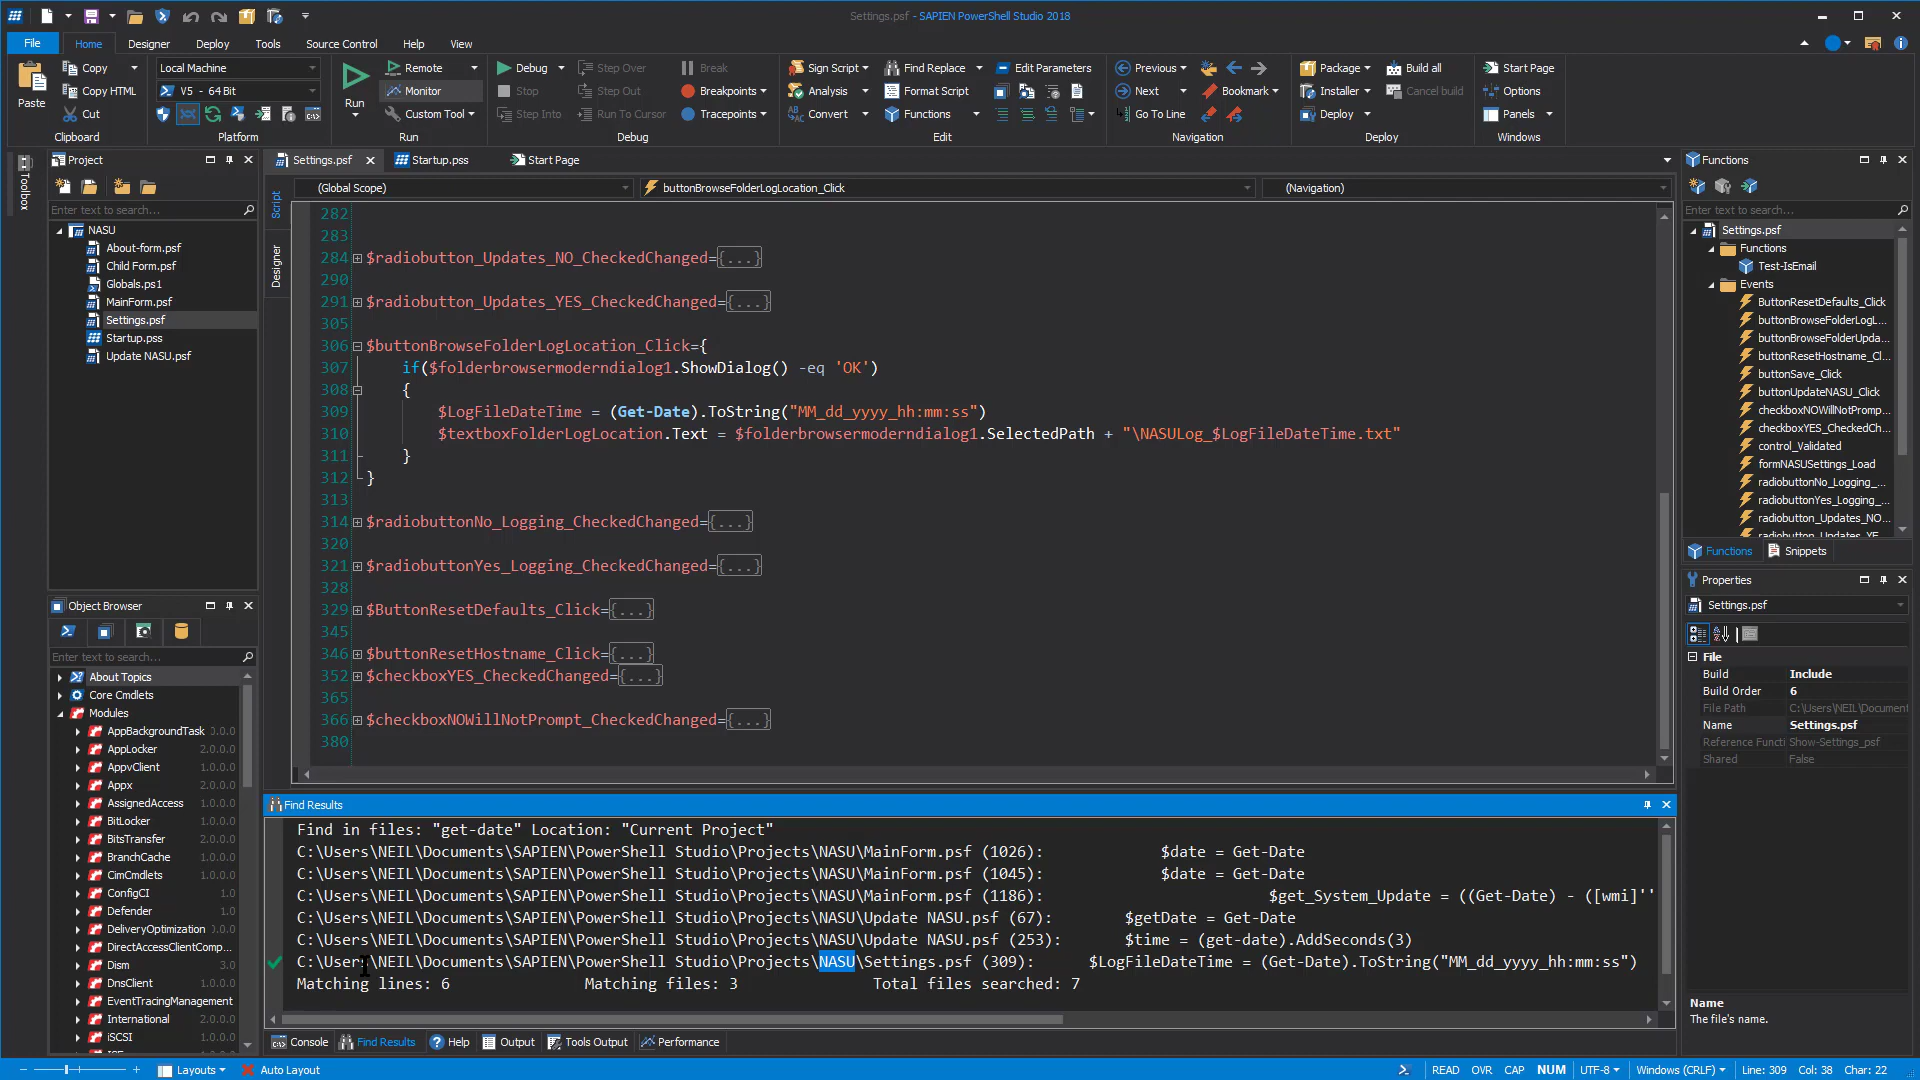 Settings.psf - SAPIEN PowerShell Studio 2018
File Home Designer Deploy Tools Source Control Help View
Paste
Copy
Copy HTML
Cut
Clipboard
Local Machine
V5 - 64 Bit
Platform
Run
Remote
Monitor
Custom Tool
Run
Debug Step Over Break
Stop Step Out Breakpoints
Step Into Run To Cursor Tracepoints
Debug
Sign Script Find Replace Edit Parameters
Analysis Format Script
Convert Functions
Edit
Previous
Next Bookmark
Go To Line
Navigation
Package Build all
Installer Cancel build
Deploy
Deploy
Start Page
Options
Panels
Windows
Toolbox
Project
Enter text to search...
NASU
About-form.psf
Child Form.psf
Globals.ps1
MainForm.psf
Settings.psf
Startup.pss
Update NASU.psf
Object Browser
Enter text to search...
About Topics
Core Cmdlets
Modules
AppBackgroundTask 0.0.0
AppLocker 2.0.0.0
AppvClient 1.0.0.0
Appx 2.0.0.0
AssignedAccess 1.0.0.0
BitLocker 1.0.0.0
BitsTransfer 2.0.0.0
BranchCache 1.0.0.0
CimCmdlets 1.0.0.0
ConfigCI 1.0
Defender 1.0
DeliveryOptimization 0.0.0
DirectAccessClientComp...
Dism 3.0
DnsClient 1.0.0.0
EventTracingManagement
International 2.0.0.0
iSCSI 1.0.0.0
Settings.psf Startup.pss Start Page
Script
Designer
(Global Scope) buttonBrowseFolderLogLocation_Click (Navigation)
282
283
284 $radiobutton_Updates_NO_CheckedChanged={...}
290
291 $radiobutton_Updates_YES_CheckedChanged={...}
305
306 $buttonBrowseFolderLogLocation_Click={
307 if($folderbrowsermoderndialog1.ShowDialog() -eq 'OK')
308 {
309 $LogFileDateTime = (Get-Date).ToString("MM_dd_yyyy_hh:mm:ss")
310 $textboxFolderLogLocation.Text = $folderbrowsermoderndialog1.SelectedPath + "\NASULog_$LogFileDateTime.txt"
311 }
312 }
313
314 $radiobuttonNo_Logging_CheckedChanged={...}
320
321 $radiobuttonYes_Logging_CheckedChanged={...}
328
329 $ButtonResetDefaults_Click={...}
345
346 $buttonResetHostname_Click={...}
352 $checkboxYES_CheckedChanged={...}
365
366 $checkboxNOWillNotPrompt_CheckedChanged={...}
380
Find Results
Find in files: "get-date" Location: "Current Project"
C:\Users\NEIL\Documents\SAPIEN\PowerShell Studio\Projects\NASU\MainForm.psf (1026): $date = Get-Date
C:\Users\NEIL\Documents\SAPIEN\PowerShell Studio\Projects\NASU\MainForm.psf (1045): $date = Get-Date
C:\Users\NEIL\Documents\SAPIEN\PowerShell Studio\Projects\NASU\MainForm.psf (1186): $get_System_Update = ((Get-Date) - ([wmi]''
C:\Users\NEIL\Documents\SAPIEN\PowerShell Studio\Projects\NASU\Update NASU.psf (67): $getDate = Get-Date
C:\Users\NEIL\Documents\SAPIEN\PowerShell Studio\Projects\NASU\Update NASU.psf (253): $time = (get-date).AddSeconds(3)
C:\Users\NEIL\Documents\SAPIEN\PowerShell Studio\Projects\NASU\Settings.psf (309): $LogFileDateTime = (Get-Date).ToString("MM_dd_yyyy_hh:mm:ss")
Matching lines: 6 Matching files: 3 Total files searched: 7
Console Find Results Help Output Tools Output Performance
Functions
Enter text to search...
Settings.psf
Functions
Test-IsEmail
Events
ButtonResetDefaults_Click
buttonBrowseFolderLogL...
buttonBrowseFolderUpda...
buttonResetHostname_Cl...
buttonSave_Click
buttonUpdateNASU_Click
checkboxNOWillNotPromp...
checkboxYES_CheckedCh...
control_Validated
formNASUSettings_Load
radiobuttonNo_Logging_...
radiobuttonYes_Logging_...
radiobutton_Updates_NO...
radiobutton_Updates_YE...
Functions Snippets
Properties
Settings.psf
File
Build Include
Build Order 6
File Path C:\Users\NEIL\Document
Name Settings.psf
Reference Functi Show-Settings_psf
Shared False
Name
The file's name.
Layouts Auto Layout
READ OVR CAP NUM UTF-8 Windows (CRLF) Line: 309 Col: 38 Char: 22